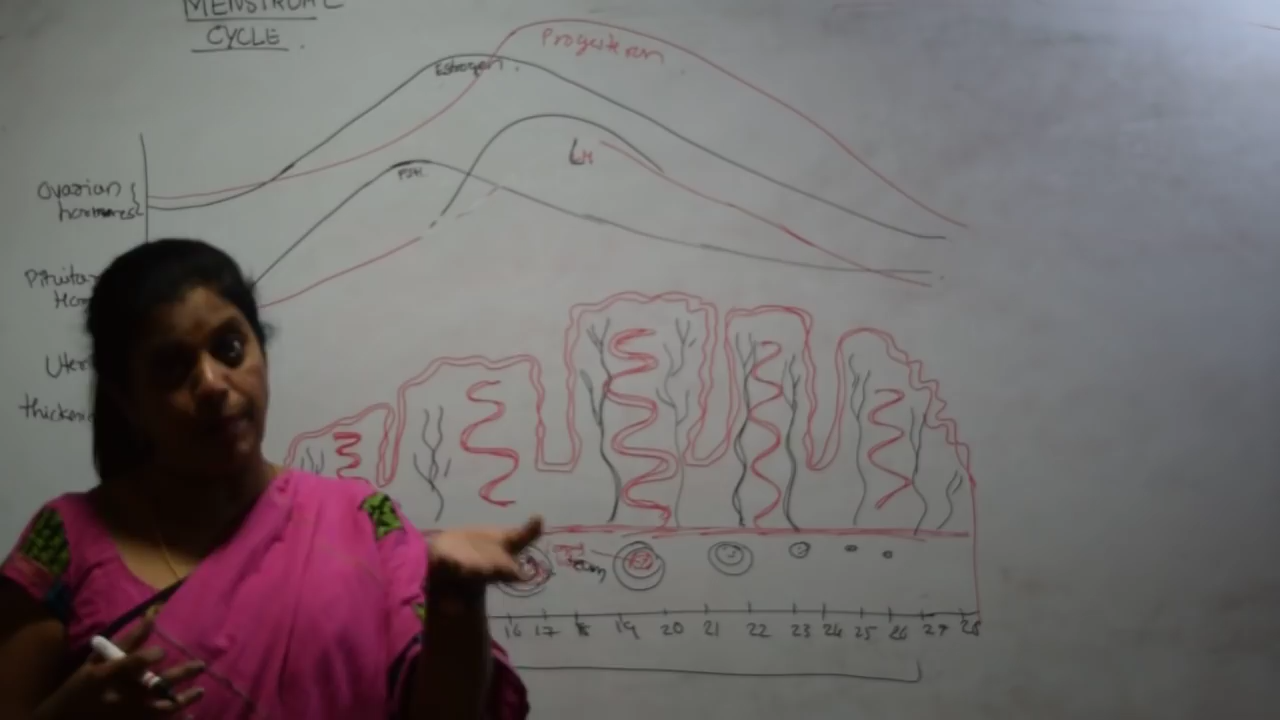 MENSTRUAL
CYCLE.
Progesteron
Estrogen.
LH
FSH
Ovarian
hormones
16 17 18 19 20 21 22 23 24 25 26 27 28